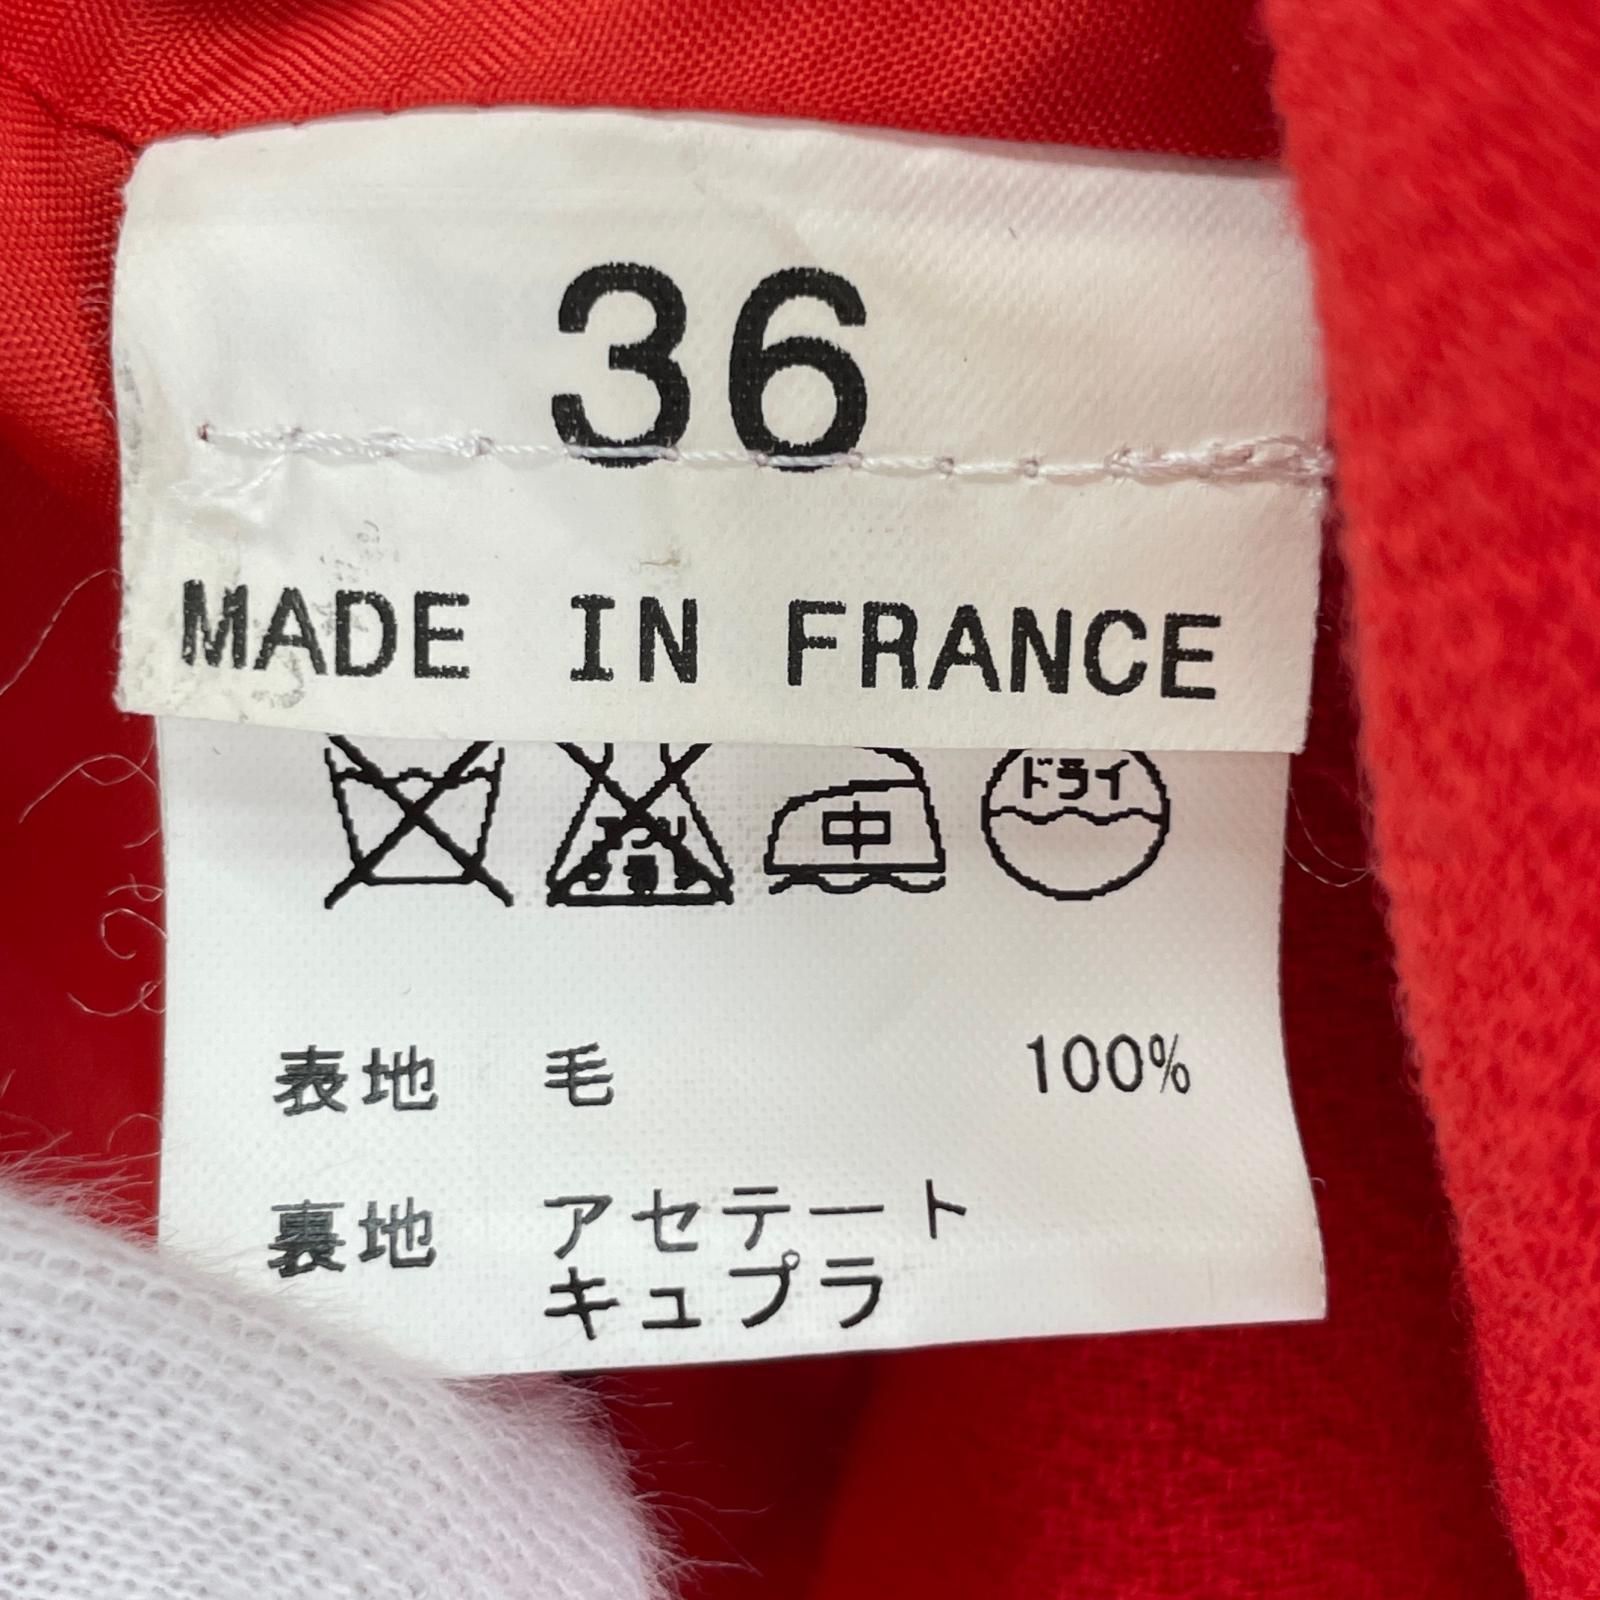 36
MADE IN FRANCE
中 ドライ
表地 毛 100%
裏地 アセテート
キュプラ